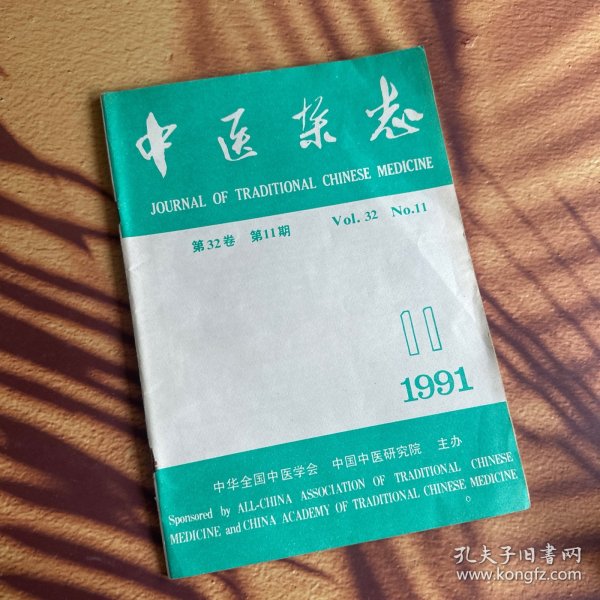 中医杂志
JOURNAL OF TRADITIONAL CHINESE MEDICINE
第32卷 第11期 Vol. 32 No.11
11
1991
中华全国中医学会 中国中医研究院 主办
Sponsored by ALL-CHINA ASSOCIATION OF TRADITIONAL CHINESE
MEDICINE and CHINA ACADEMY OF TRADITIONAL CHINESE MEDICINE
孔夫子旧书网
www.kongfz.com